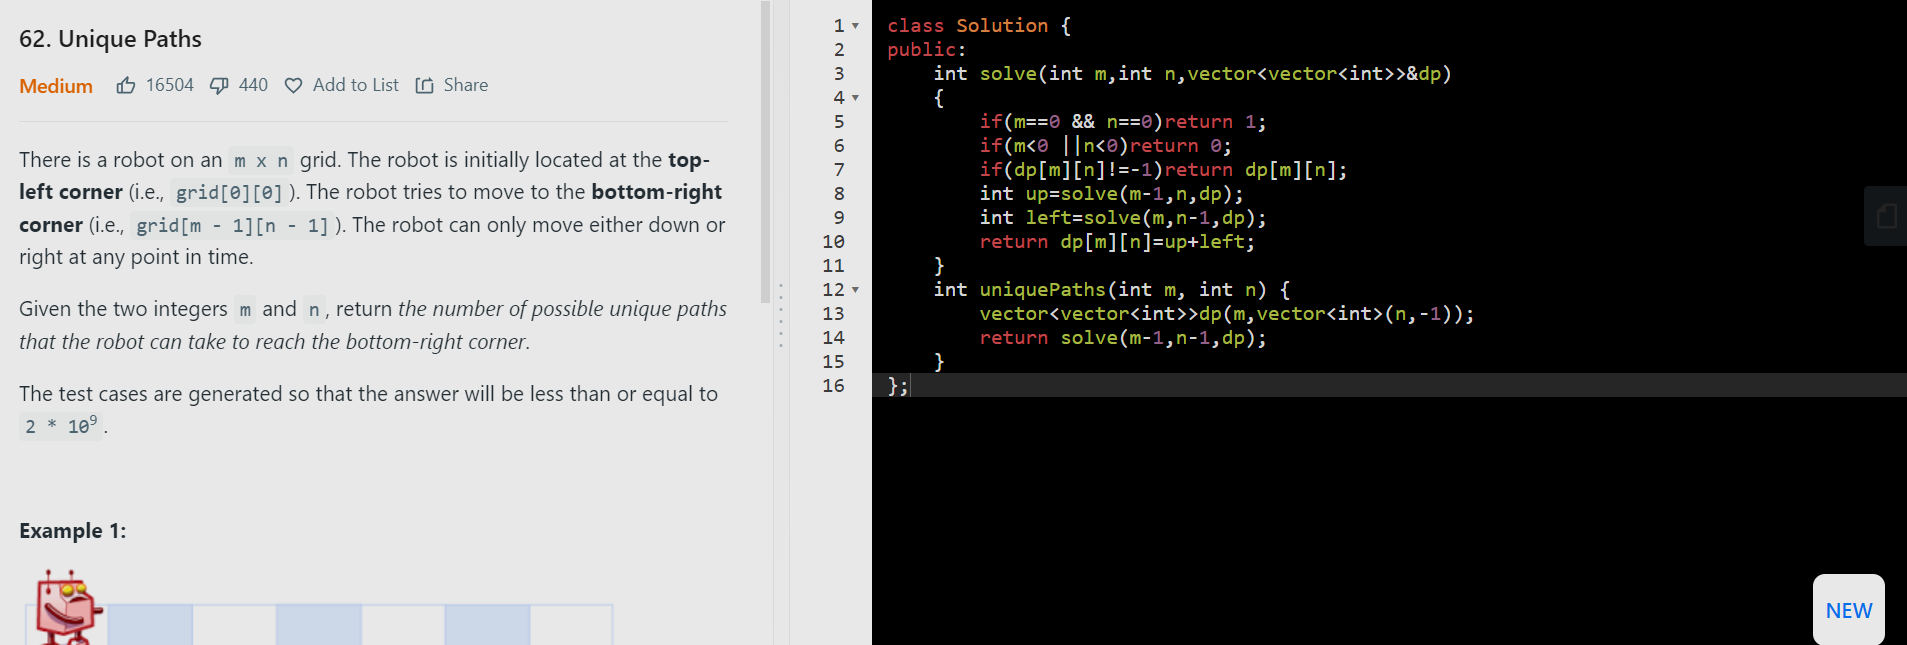 62. Unique Paths
Medium 16504 440 Add to List Share
There is a robot on an m x n grid. The robot is initially located at the top-
left corner (i.e., grid[0][0]). The robot tries to move to the bottom-right
corner (i.e., grid[m - 1][n - 1]). The robot can only move either down or
right at any point in time.
Given the two integers m and n, return the number of possible unique paths
that the robot can take to reach the bottom-right corner.
The test cases are generated so that the answer will be less than or equal to
2 * 10⁹.
Example 1:
1 class Solution {
2 public:
3     int solve(int m,int n,vector<vector<int>>&dp)
4     {
5         if(m==0 && n==0)return 1;
6         if(m<0 ||n<0)return 0;
7         if(dp[m][n]!=-1)return dp[m][n];
8         int up=solve(m-1,n,dp);
9         int left=solve(m,n-1,dp);
10         return dp[m][n]=up+left;
11     }
12     int uniquePaths(int m, int n) {
13         vector<vector<int>>dp(m,vector<int>(n,-1));
14         return solve(m-1,n-1,dp);
15     }
16 };
NEW